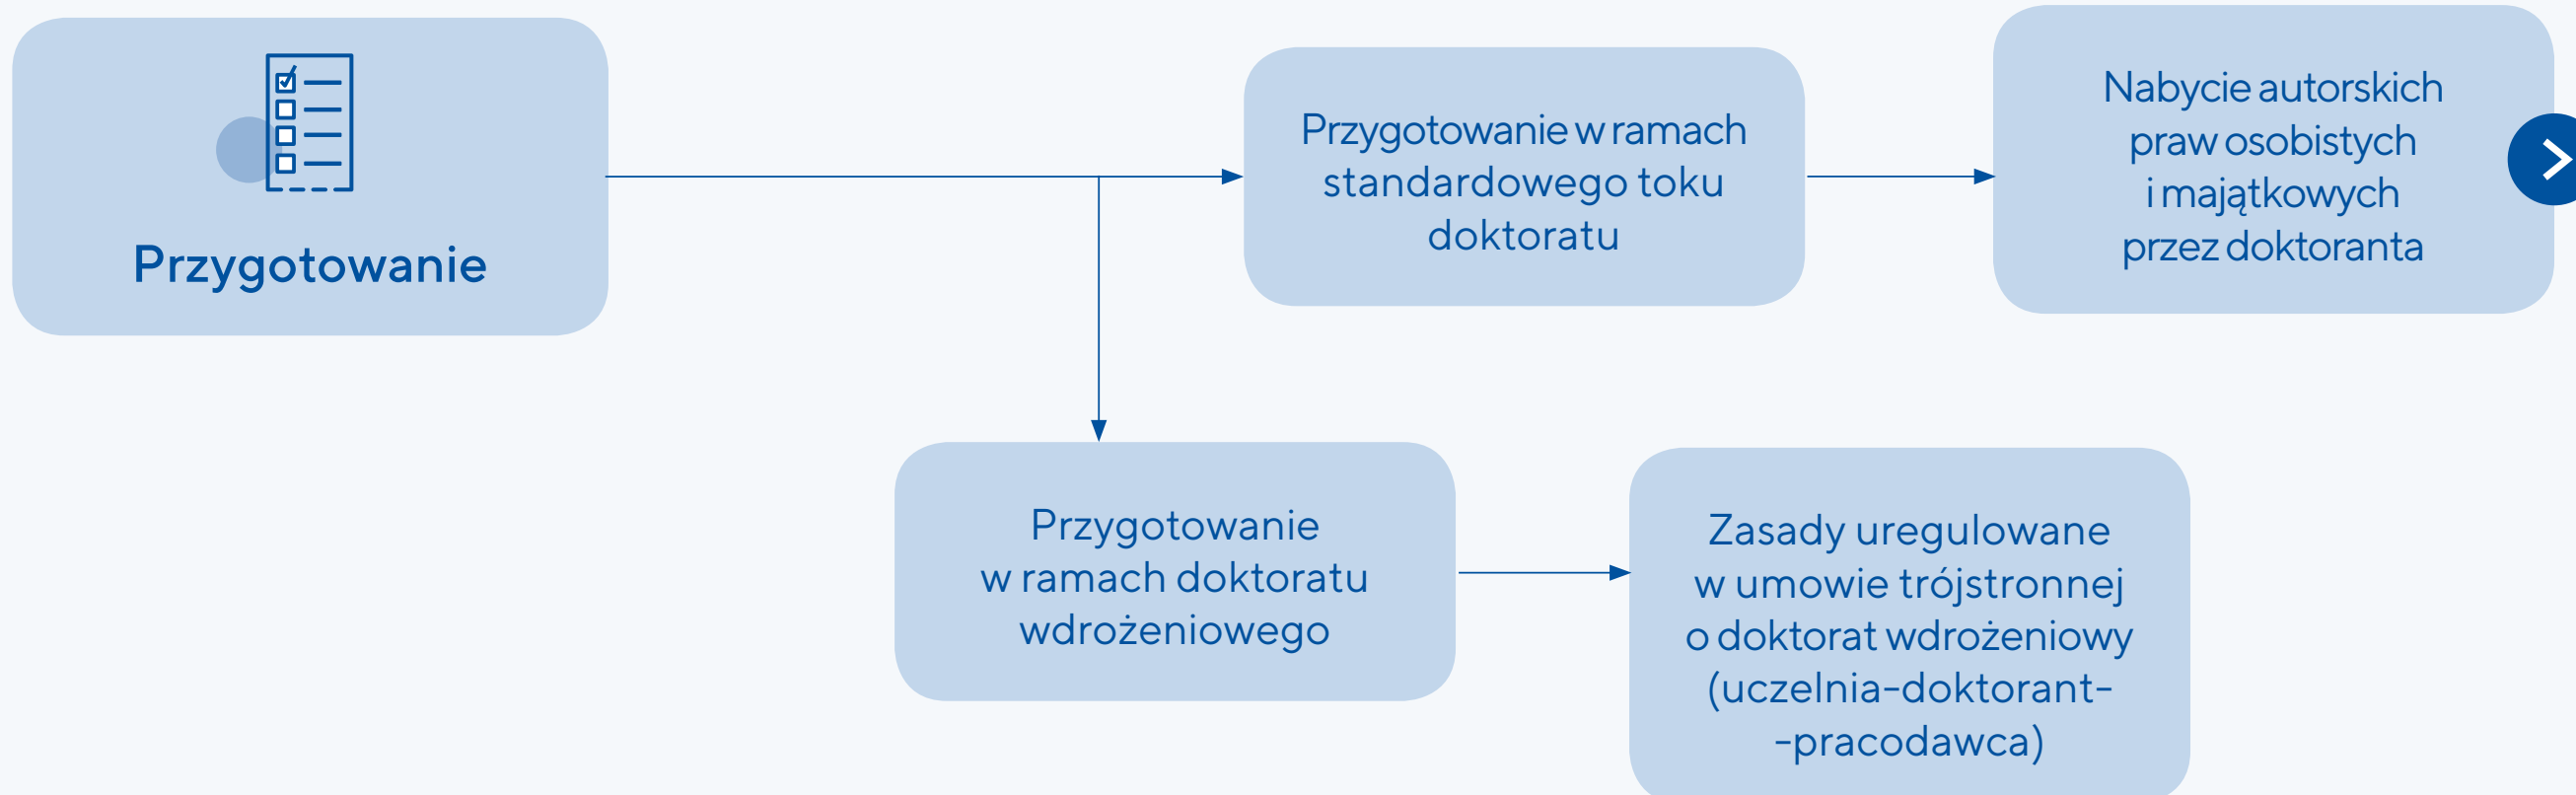 Przygotowanie
Przygotowanie w ramach
standardowego toku
doktoratu
Nabycie autorskich
praw osobistych
i majątkowych
przez doktoranta
Przygotowanie
w ramach doktoratu
wdrożeniowego
Zasady uregulowane
w umowie trójstronnej
o doktorat wdrożeniowy
(uczelnia-doktorant-
-pracodawca)